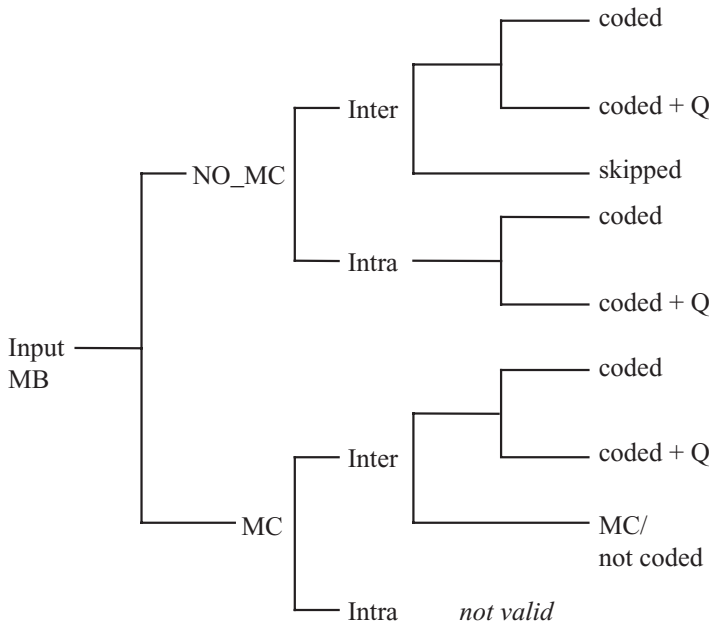 coded
Inter
coded + Q
NO_MC
skipped
coded
Intra
coded + Q
Input
MB
coded
Inter
coded + Q
MC
MC/
not coded
Intra
not valid